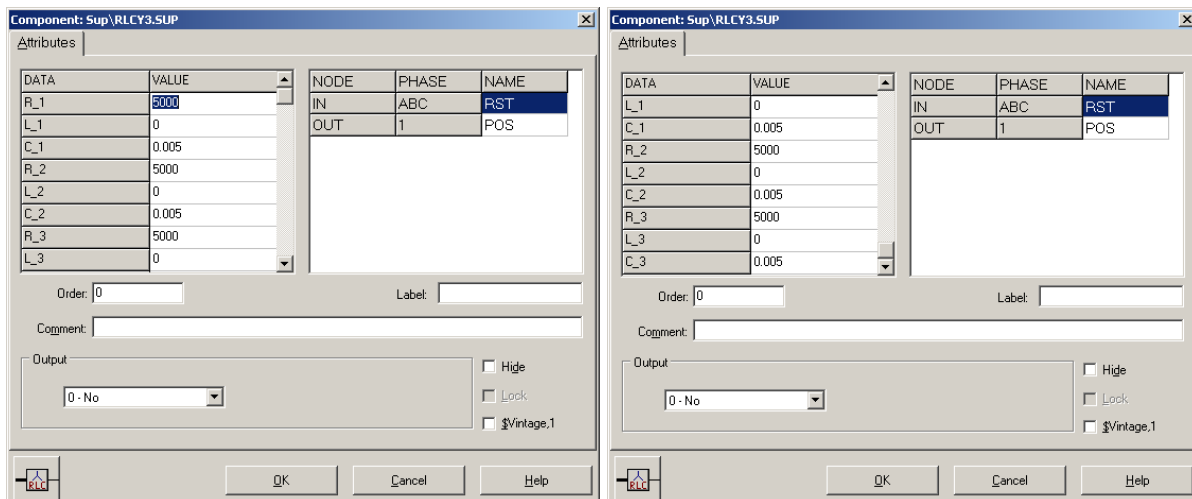 Component: Sup\RLCY3.SUP
Attributes
DATA VALUE
R_1 5000
L_1 0
C_1 0.005
R_2 5000
L_2 0
C_2 0.005
R_3 5000
L_3 0
NODE PHASE NAME
IN ABC RST
OUT 1 POS
Order: 0
Label:
Comment:
Output
0 - No
Hide
Lock
$Vintage,1
RLC
OK Cancel Help
Component: Sup\RLCY3.SUP
Attributes
DATA VALUE
L_1 0
C_1 0.005
R_2 5000
L_2 0
C_2 0.005
R_3 5000
L_3 0
C_3 0.005
NODE PHASE NAME
IN ABC RST
OUT 1 POS
Order: 0
Label:
Comment:
Output
0 - No
Hide
Lock
$Vintage,1
RLC
OK Cancel Help